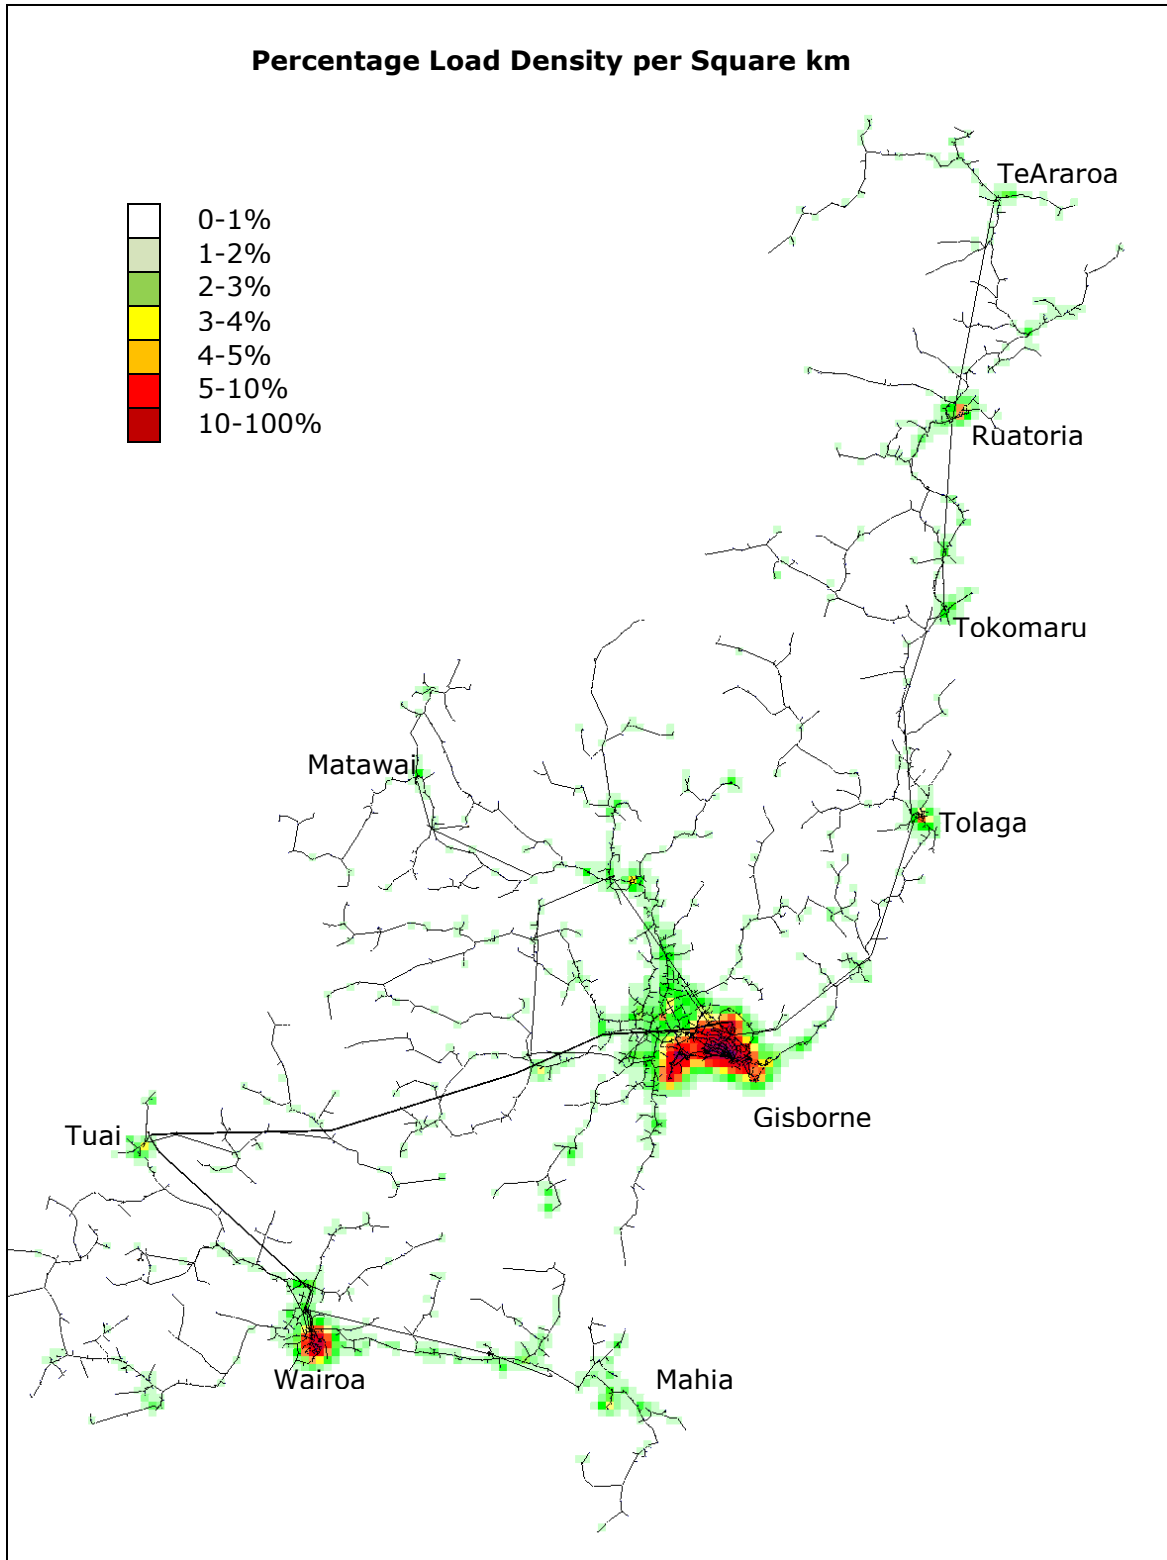 Percentage Load Density per Square km
TeAraroa
0-1%
1-2%
2-3%
3-4%
4-5%
5-10%
10-100%
Ruatoria
Tokomaru
Matawai
Tolaga
Gisborne
Tuai
Wairoa
Mahia